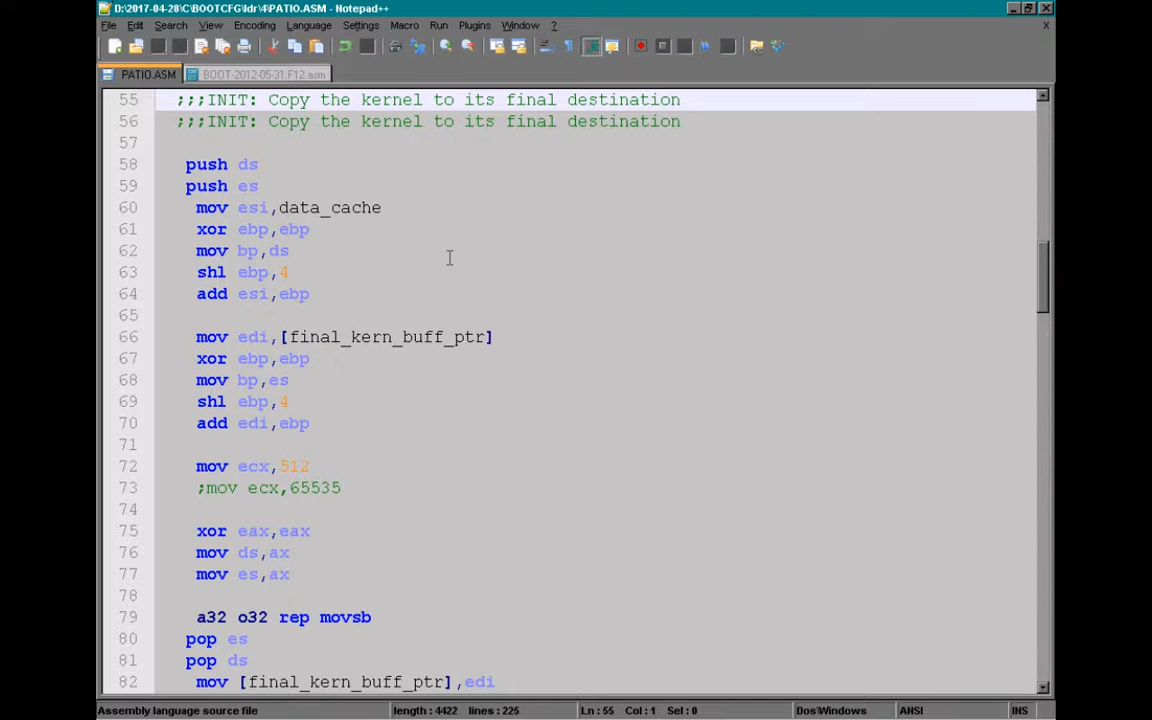 D:\2017-04-28\C\BOOTCFG\ldr\4\PATIO.ASM - Notepad++
File Edit Search View Encoding Language Settings Macro Run Plugins Window ?
X
PATIO.ASM BOOT-2012-05-31.F12.asm
55 ;;;INIT: Copy the kernel to its final destination
56 ;;;INIT: Copy the kernel to its final destination
57
58 push ds
59 push es
60 mov esi,data_cache
61 xor ebp,ebp
62 mov bp,ds
63 shl ebp,4
64 add esi,ebp
65
66 mov edi,[final_kern_buff_ptr]
67 xor ebp,ebp
68 mov bp,es
69 shl ebp,4
70 add edi,ebp
71
72 mov ecx,512
73 ;mov ecx,65535
74
75 xor eax,eax
76 mov ds,ax
77 mov es,ax
78
79 a32 o32 rep movsb
80 pop es
81 pop ds
82 mov [final_kern_buff_ptr],edi
Assembly language source file length : 4422 lines : 225 Ln : 55 Col : 1 Sel : 0 Dos\Windows ANSI INS